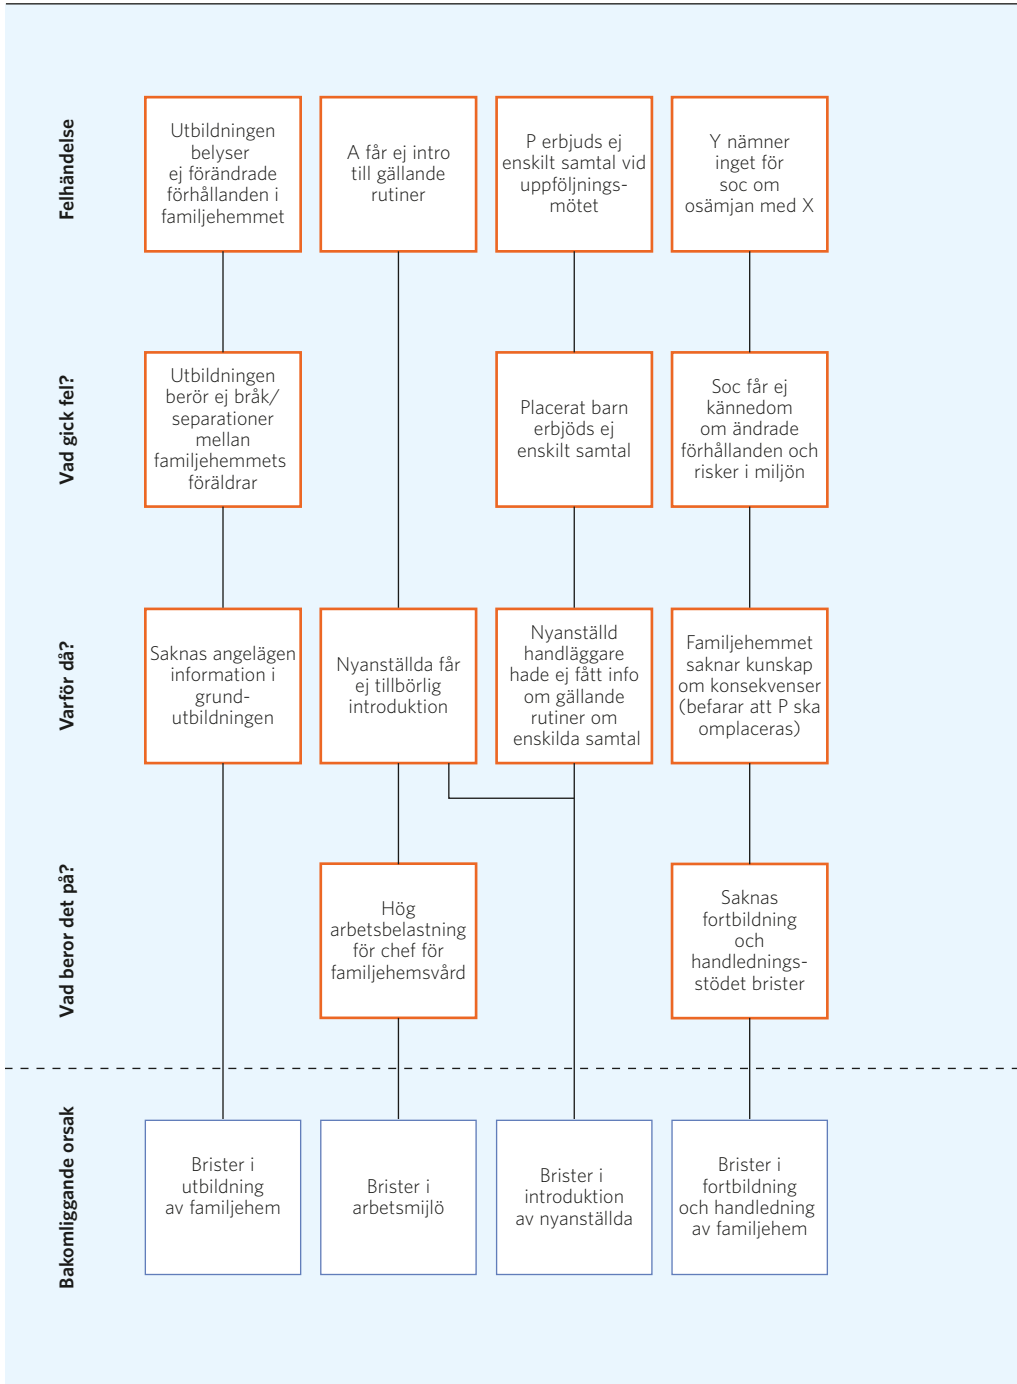 Felhändelse
Utbildningen
belyser
ej förändrade
förhållanden i
familjehemmet
A får ej intro
till gällande
rutiner
P erbjuds ej
enskilt samtal vid
uppföljnings-
mötet
Y nämner
inget för
soc om
osämjan med X
Vad gick fel?
Utbildningen
berör ej bråk/
separationer
mellan
familjehemmets
föräldrar
Placerat barn
erbjöds ej
enskilt samtal
Soc får ej
kännedom
om ändrade
förhållanden och
risker i miljön
Varför då?
Saknas angelägen
information i
grund-
utbildningen
Nyanställda får
ej tillbörlig
introduktion
Nyanställd
handläggare
hade ej fått info
om gällande
rutiner om
enskilda samtal
Familjehemmet
saknar kunskap
om konsekvenser
(befarar att P ska
omplaceras)
Vad beror det på?
Hög
arbetsbelastning
för chef för
familjehemsvård
Saknas
fortbildning
och
handlednings-
stödet brister
Bakomliggande orsak
Brister i
utbildning
av familjehem
Brister i
arbetsmijlö
Brister i
introduktion
av nyanställda
Brister i
fortbildning
och handledning
av familjehem